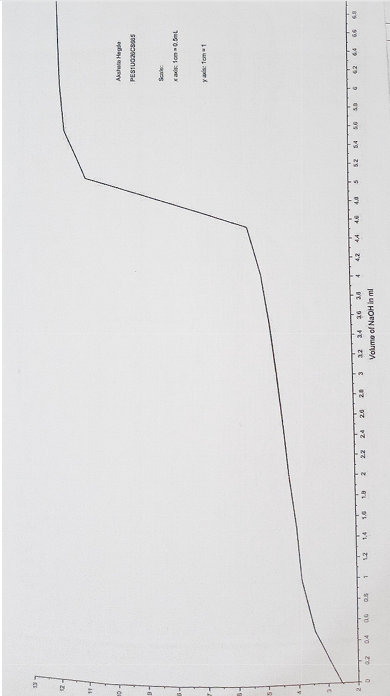 Akshata Hegde
PES1UG26CS665
Scale:
x axis: 1cm = 0.5mL
y axis: 1cm = 1
13
12
11
10
9
8
7
6
5
4
3
2
0 0.2 0.4 0.6 0.8 1 1.2 1.4 1.6 1.8 2 2.2 2.4 2.6 2.8 3 3.2 3.4 3.6 3.8 4 4.2 4.4 4.6 4.8 5 5.2 5.4 5.6 5.8 6 6.2 6.4 6.6 6.8
Volume of NaOH in ml